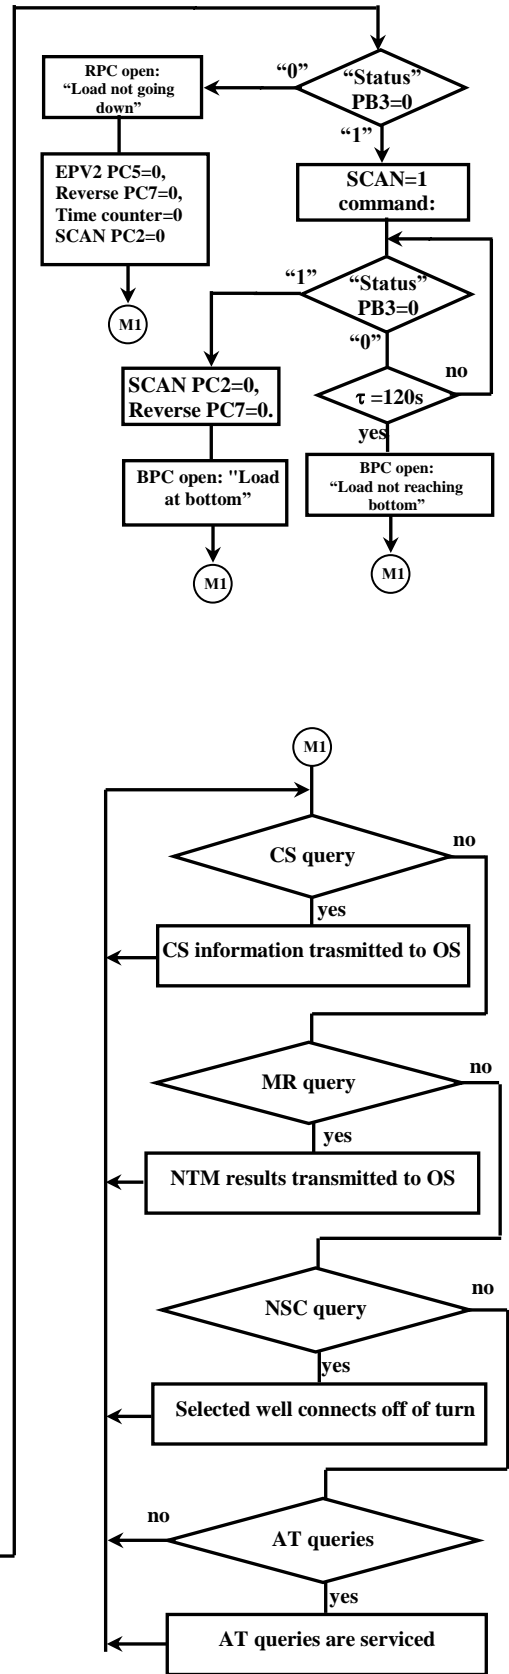 "Status"
PB3=0
"0"
"1"
RPC open:
"Load not going
down"
EPV2 PC5=0,
Reverse PC7=0,
Time counter=0
SCAN PC2=0
M1
SCAN=1
command:
"Status"
PB3=0
"1"
"0"
SCAN PC2=0,
Reverse PC7=0.
BPC open: "Load
at bottom”
M1
τ =120s
no
yes
BPC open:
“Load not reaching
bottom”
M1
M1
CS query
no
yes
CS information trasmitted to OS
MR query
no
yes
NTM results transmitted to OS
NSC query
no
yes
Selected well connects off of turn
AT queries
no
yes
AT queries are serviced